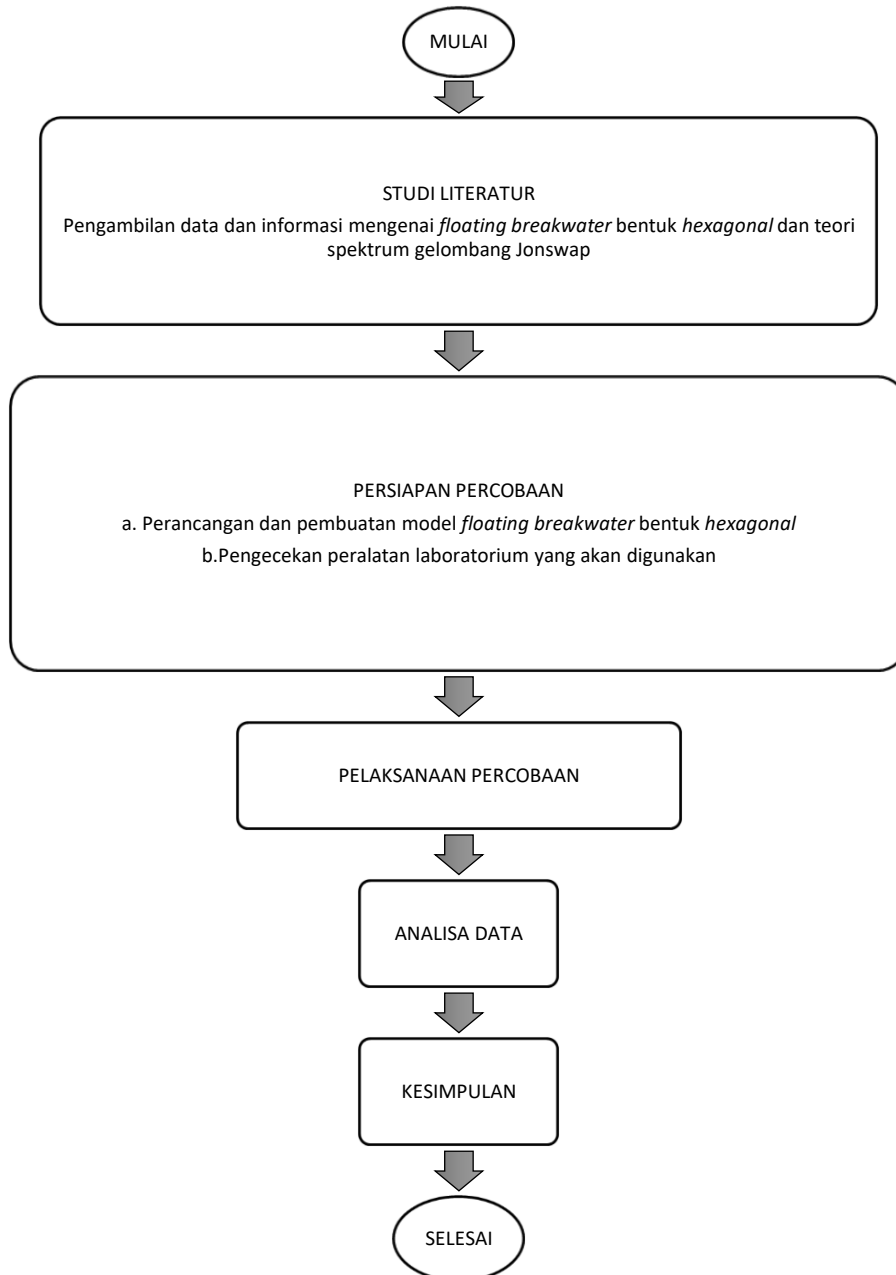 MULAI
STUDI LITERATUR
Pengambilan data dan informasi mengenai floating breakwater bentuk hexagonal dan teori
spektrum gelombang Jonswap
PERSIAPAN PERCOBAAN
a. Perancangan dan pembuatan model floating breakwater bentuk hexagonal
b.Pengecekan peralatan laboratorium yang akan digunakan
PELAKSANAAN PERCOBAAN
ANALISA DATA
KESIMPULAN
SELESAI